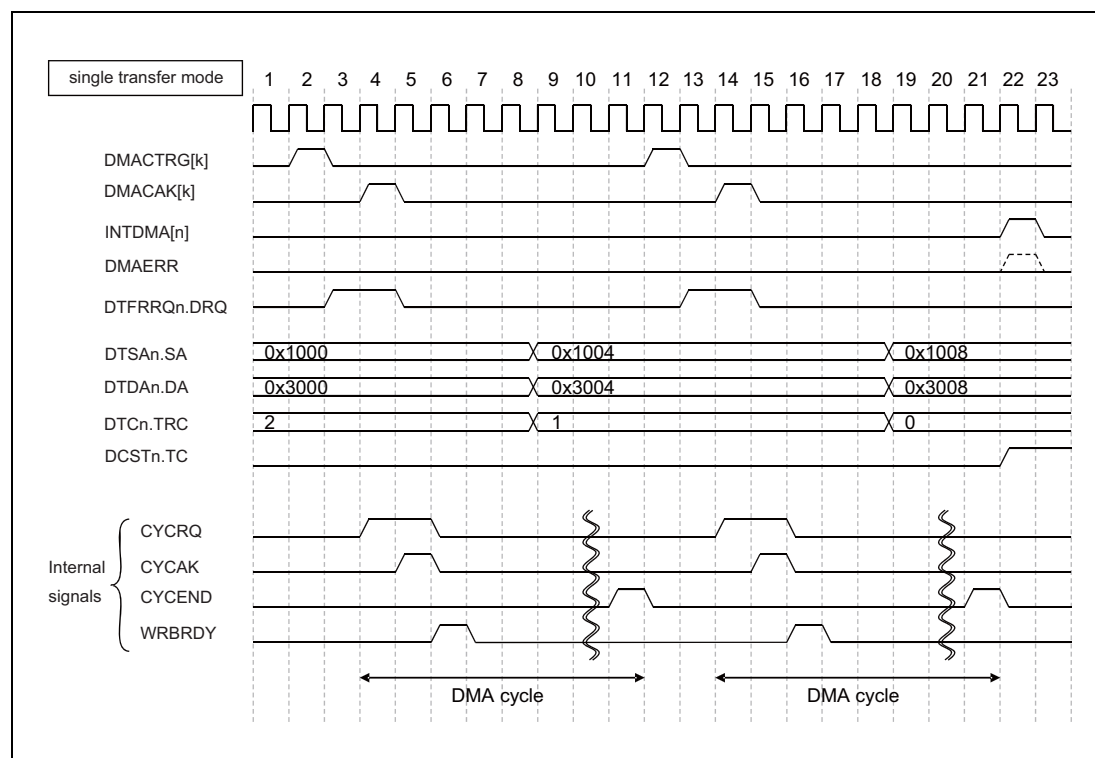 single transfer mode 1 2 3 4 5 6 7 8 9 10 11 12 13 14 15 16 17 18 19 20 21 22 23
DMACTRG[k]
DMACAK[k]
INTDMA[n]
DMAERR
DTFRRQn.DRQ
DTSAn.SA 0x1000 0x1004 0x1008
DTDAn.DA 0x3000 0x3004 0x3008
DTCn.TRC 2 1 0
DCSTn.TC
Internal signals
CYCRQ
CYCAK
CYCEND
WRBRDY
DMA cycle DMA cycle